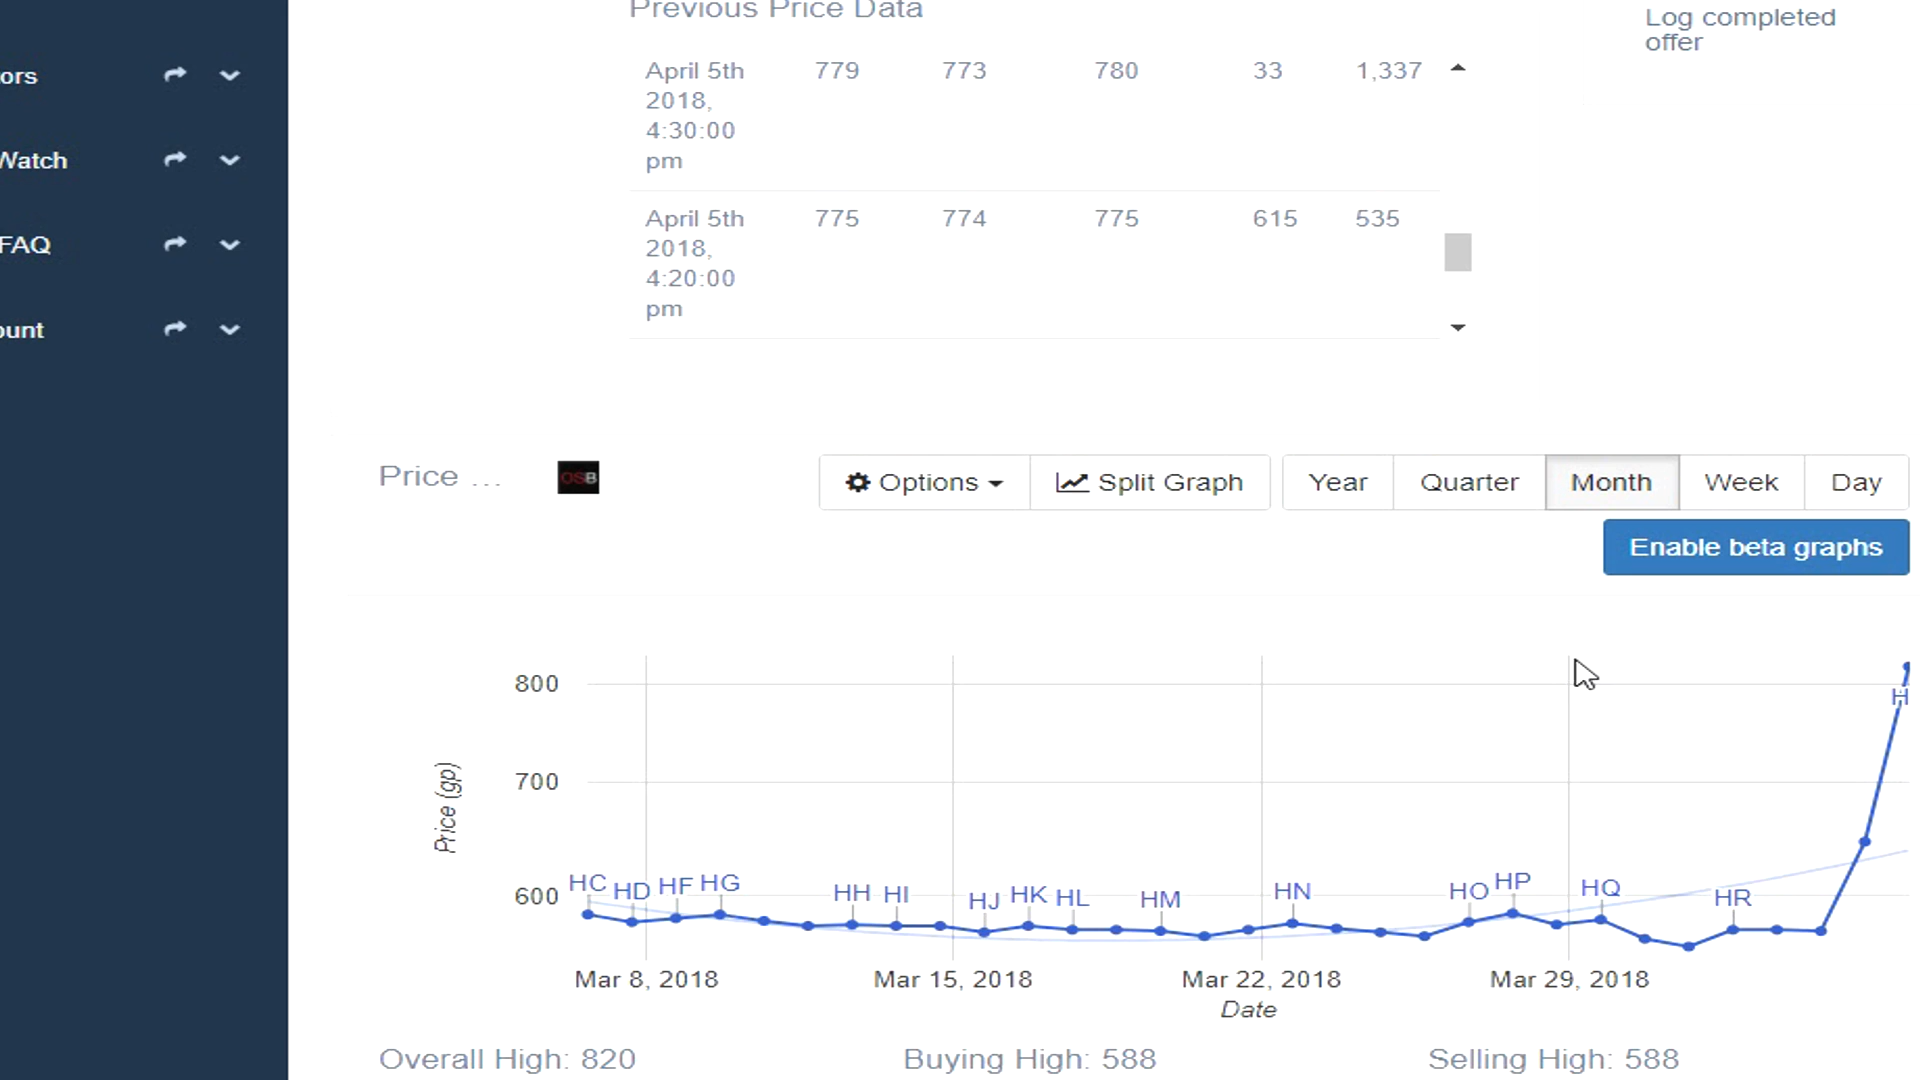 Previous Price Data
Log completed
offer
ors
April 5th
2018,
4:30:00
pm
779
773
780
33
1,337
Watch
April 5th
2018,
4:20:00
pm
775
774
775
615
535
FAQ
ount
Price ...
OSB
Options
Split Graph
Year
Quarter
Month
Week
Day
Enable beta graphs
800
700
600
Price (gp)
HC HD HF HG HH HI HJ HK HL HM HN HO HP HQ HR H
Mar 8, 2018
Mar 15, 2018
Mar 22, 2018
Mar 29, 2018
Date
Overall High: 820
Buying High: 588
Selling High: 588